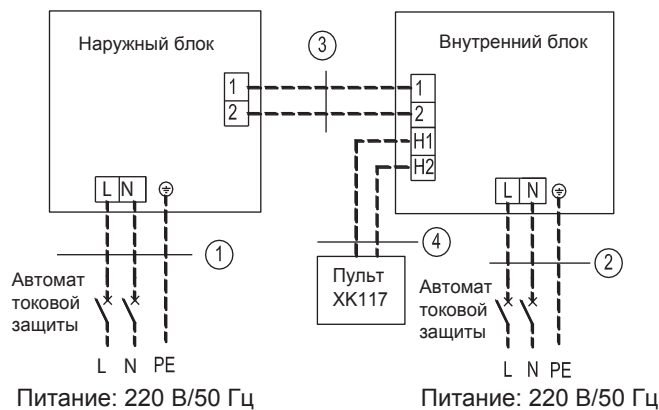 Наружный блок
3
Внутренний блок
1
2
1
2
H1
H2
L N
L N
1
4
2
Автомат
токовой
защиты
Пульт
XK117
Автомат
токовой
защиты
L N PE
L N PE
Питание: 220 В/50 Гц
Питание: 220 В/50 Гц